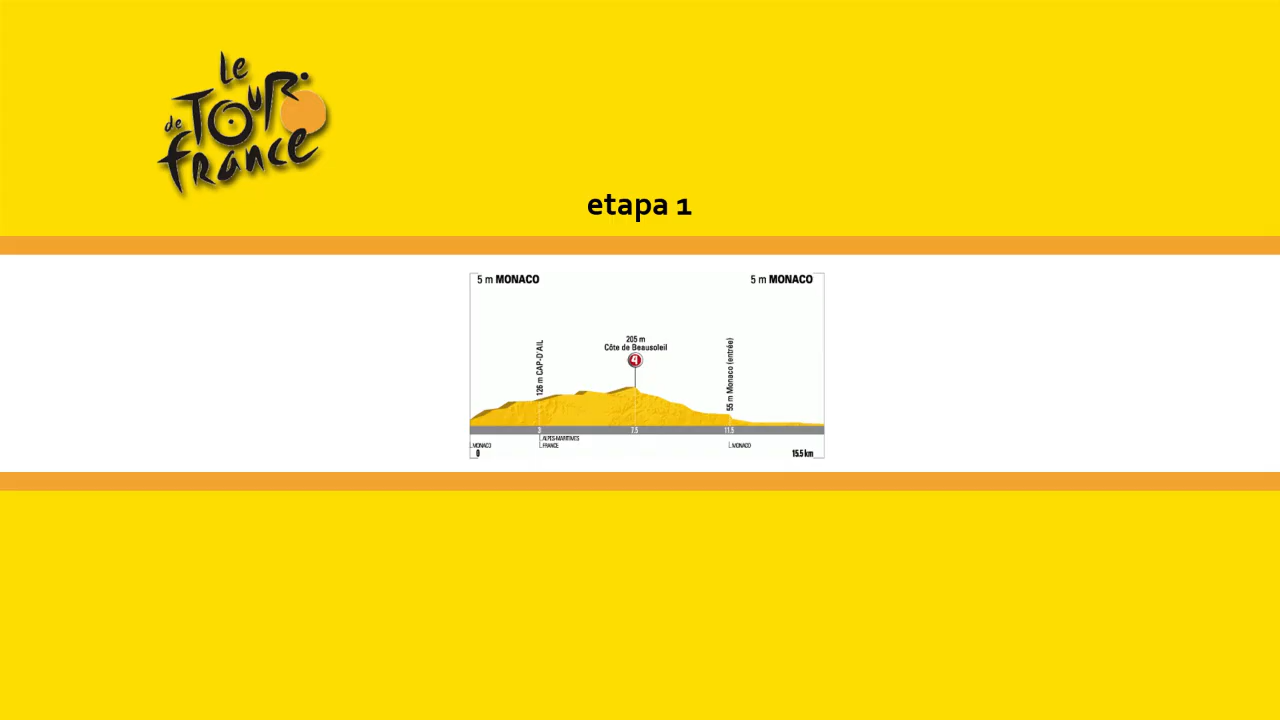 Le
TOUR
de
france
etapa 1
5 m MONACO
5 m MONACO
205 m
Côte de Beausoleil
4
126 m CAP-D'AIL
55 m Monaco (entrée)
3
7.5
11.5
ALPES-MARITIMES
MONACO
FRANCE
MONACO
0
15.5 km